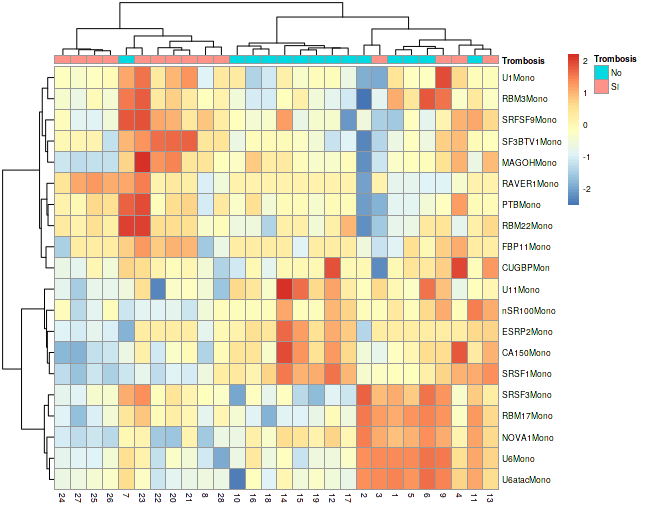 Trombosis
U1Mono
RBM3Mono
SRFSF9Mono
SF3BTV1Mono
MAGOHMono
RAVER1Mono
PTBMono
RBM22Mono
FBP11Mono
CUGBPMon
U11Mono
nSR100Mono
ESRP2Mono
CA150Mono
SRSF1Mono
SRSF3Mono
RBM17Mono
NOVA1Mono
U6Mono
U6atacMono
24 27 25 26 7 23 22 20 21 8 28 10 16 18 14 15 19 12 17 2 3 1 5 6 9 4 11 13
2
1
0
-1
-2
Trombosis
No
SI